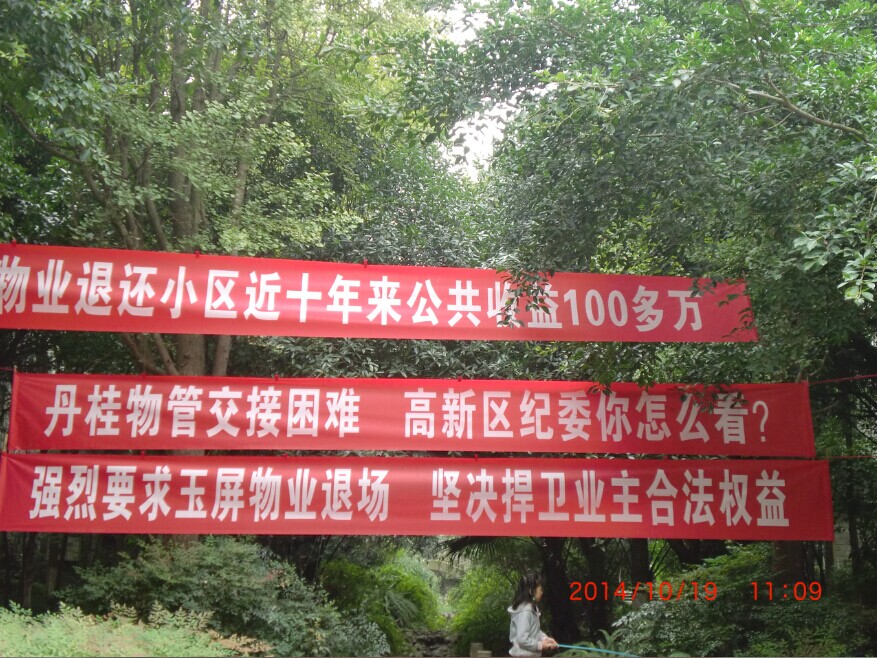 物业退还小区近十年来公共收益100多万
丹桂物管交接困难 高新区纪委你怎么看?
强烈要求玉屏物业退场 坚决捍卫业主合法权益
2014/10/19 11:09